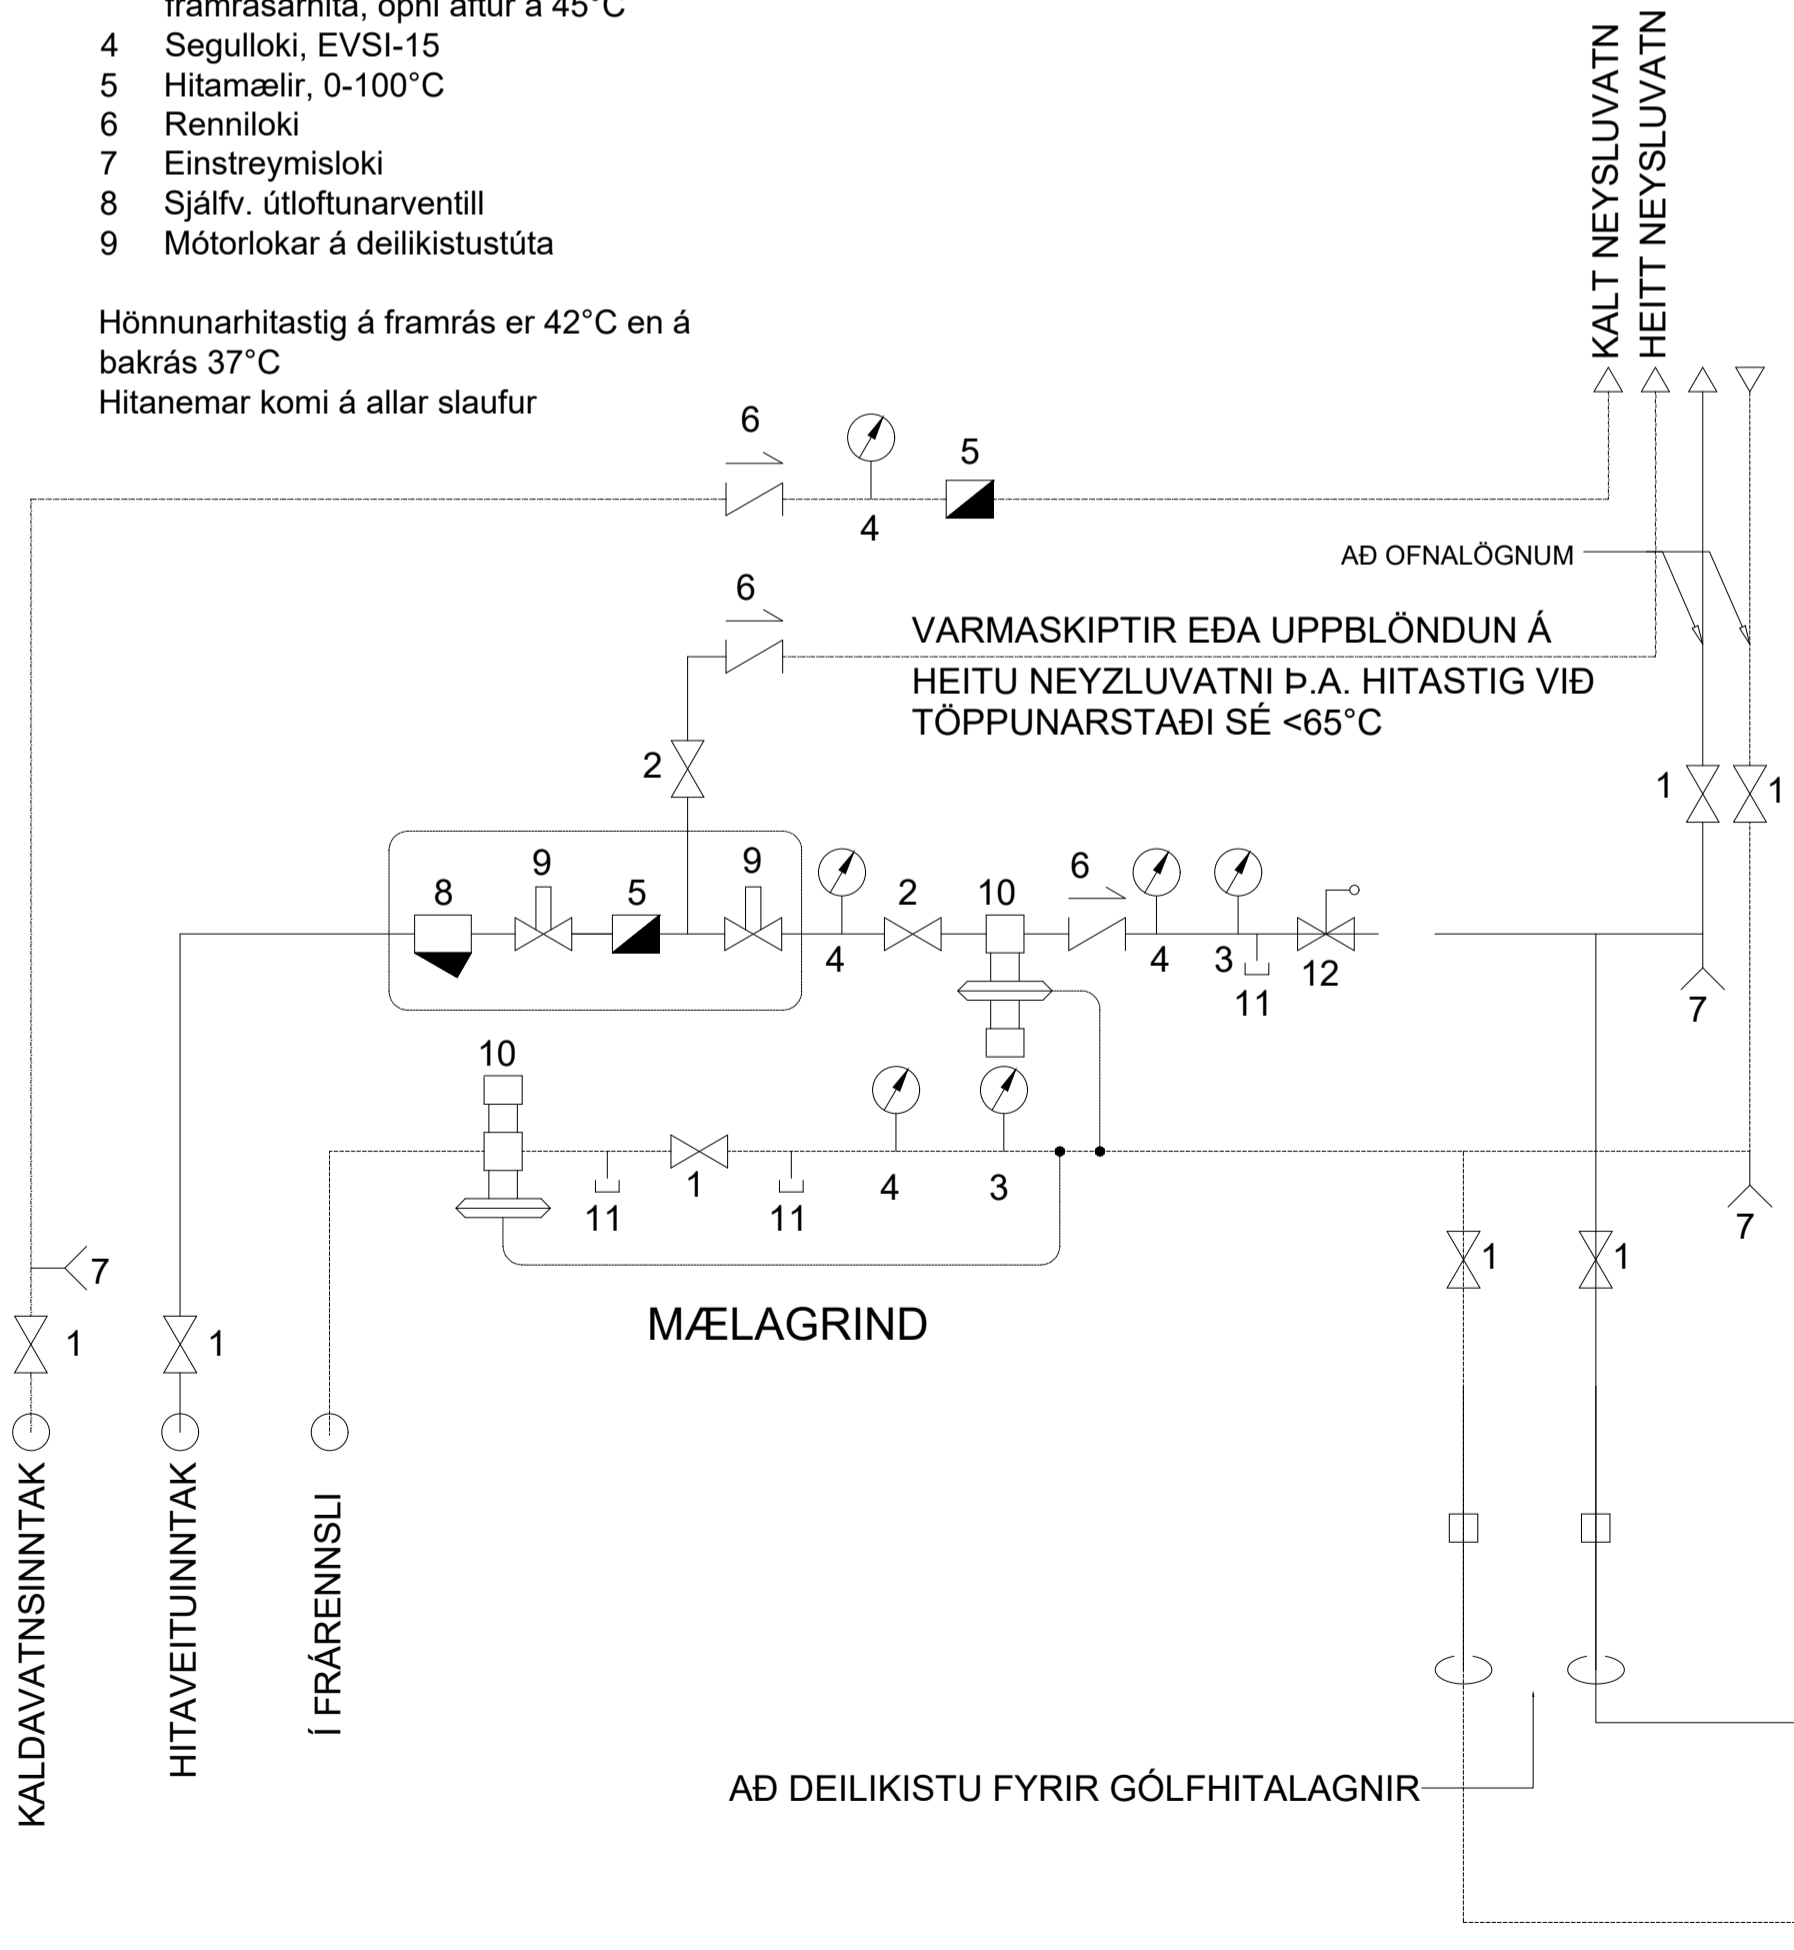 framrásarhita, opni aftur á 45°C
4 Segulloki, EVSI-15
5 Hitamælir, 0-100°C
6 Renniloki
7 Einstreymisloki
8 Sjálfv. útloftunarventill
9 Mótorlokar á deilikistustúta
Hönnunarhitastig á framrás er 42°C en á
bakrás 37°C
Hitanemar komi á allar slaufur
KALT NEYSLUVATN
HEITT NEYSLUVATN
6
5
4
AÐ OFNALÖGNUM
6
VARMASKIPTIR EÐA UPPBLÖNDUN Á
HEITU NEYZLUVATNI Þ.A. HITASTIG VIÐ
TÖPPUNARSTAÐI SÉ <65°C
2
1
1
8
9
5
9
4
2
10
6
4
3
11
12
7
10
11
1
11
4
3
7
1
1
7
1
1
MÆLAGRIND
KALDAVATNSINNTAK
HITAVEITUINNTAK
Í FRÁRENNSLI
AÐ DEILIKISTU FYRIR GÓLFHITALAGNIR